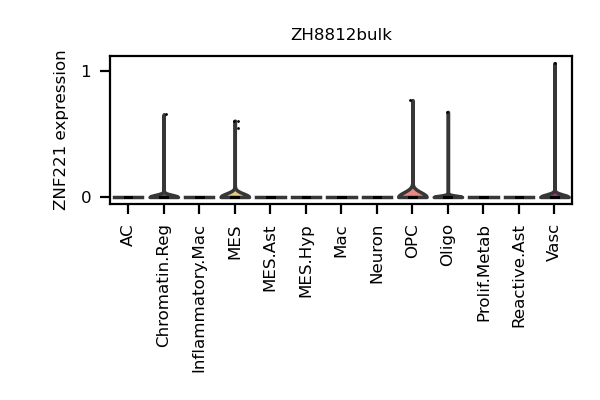 ZH8812bulk
ZNF221 expression
1
0
AC
Chromatin.Reg
Inflammatory.Mac
MES
MES.Ast
MES.Hyp
Mac
Neuron
OPC
Oligo
Prolif.Metab
Reactive.Ast
Vasc